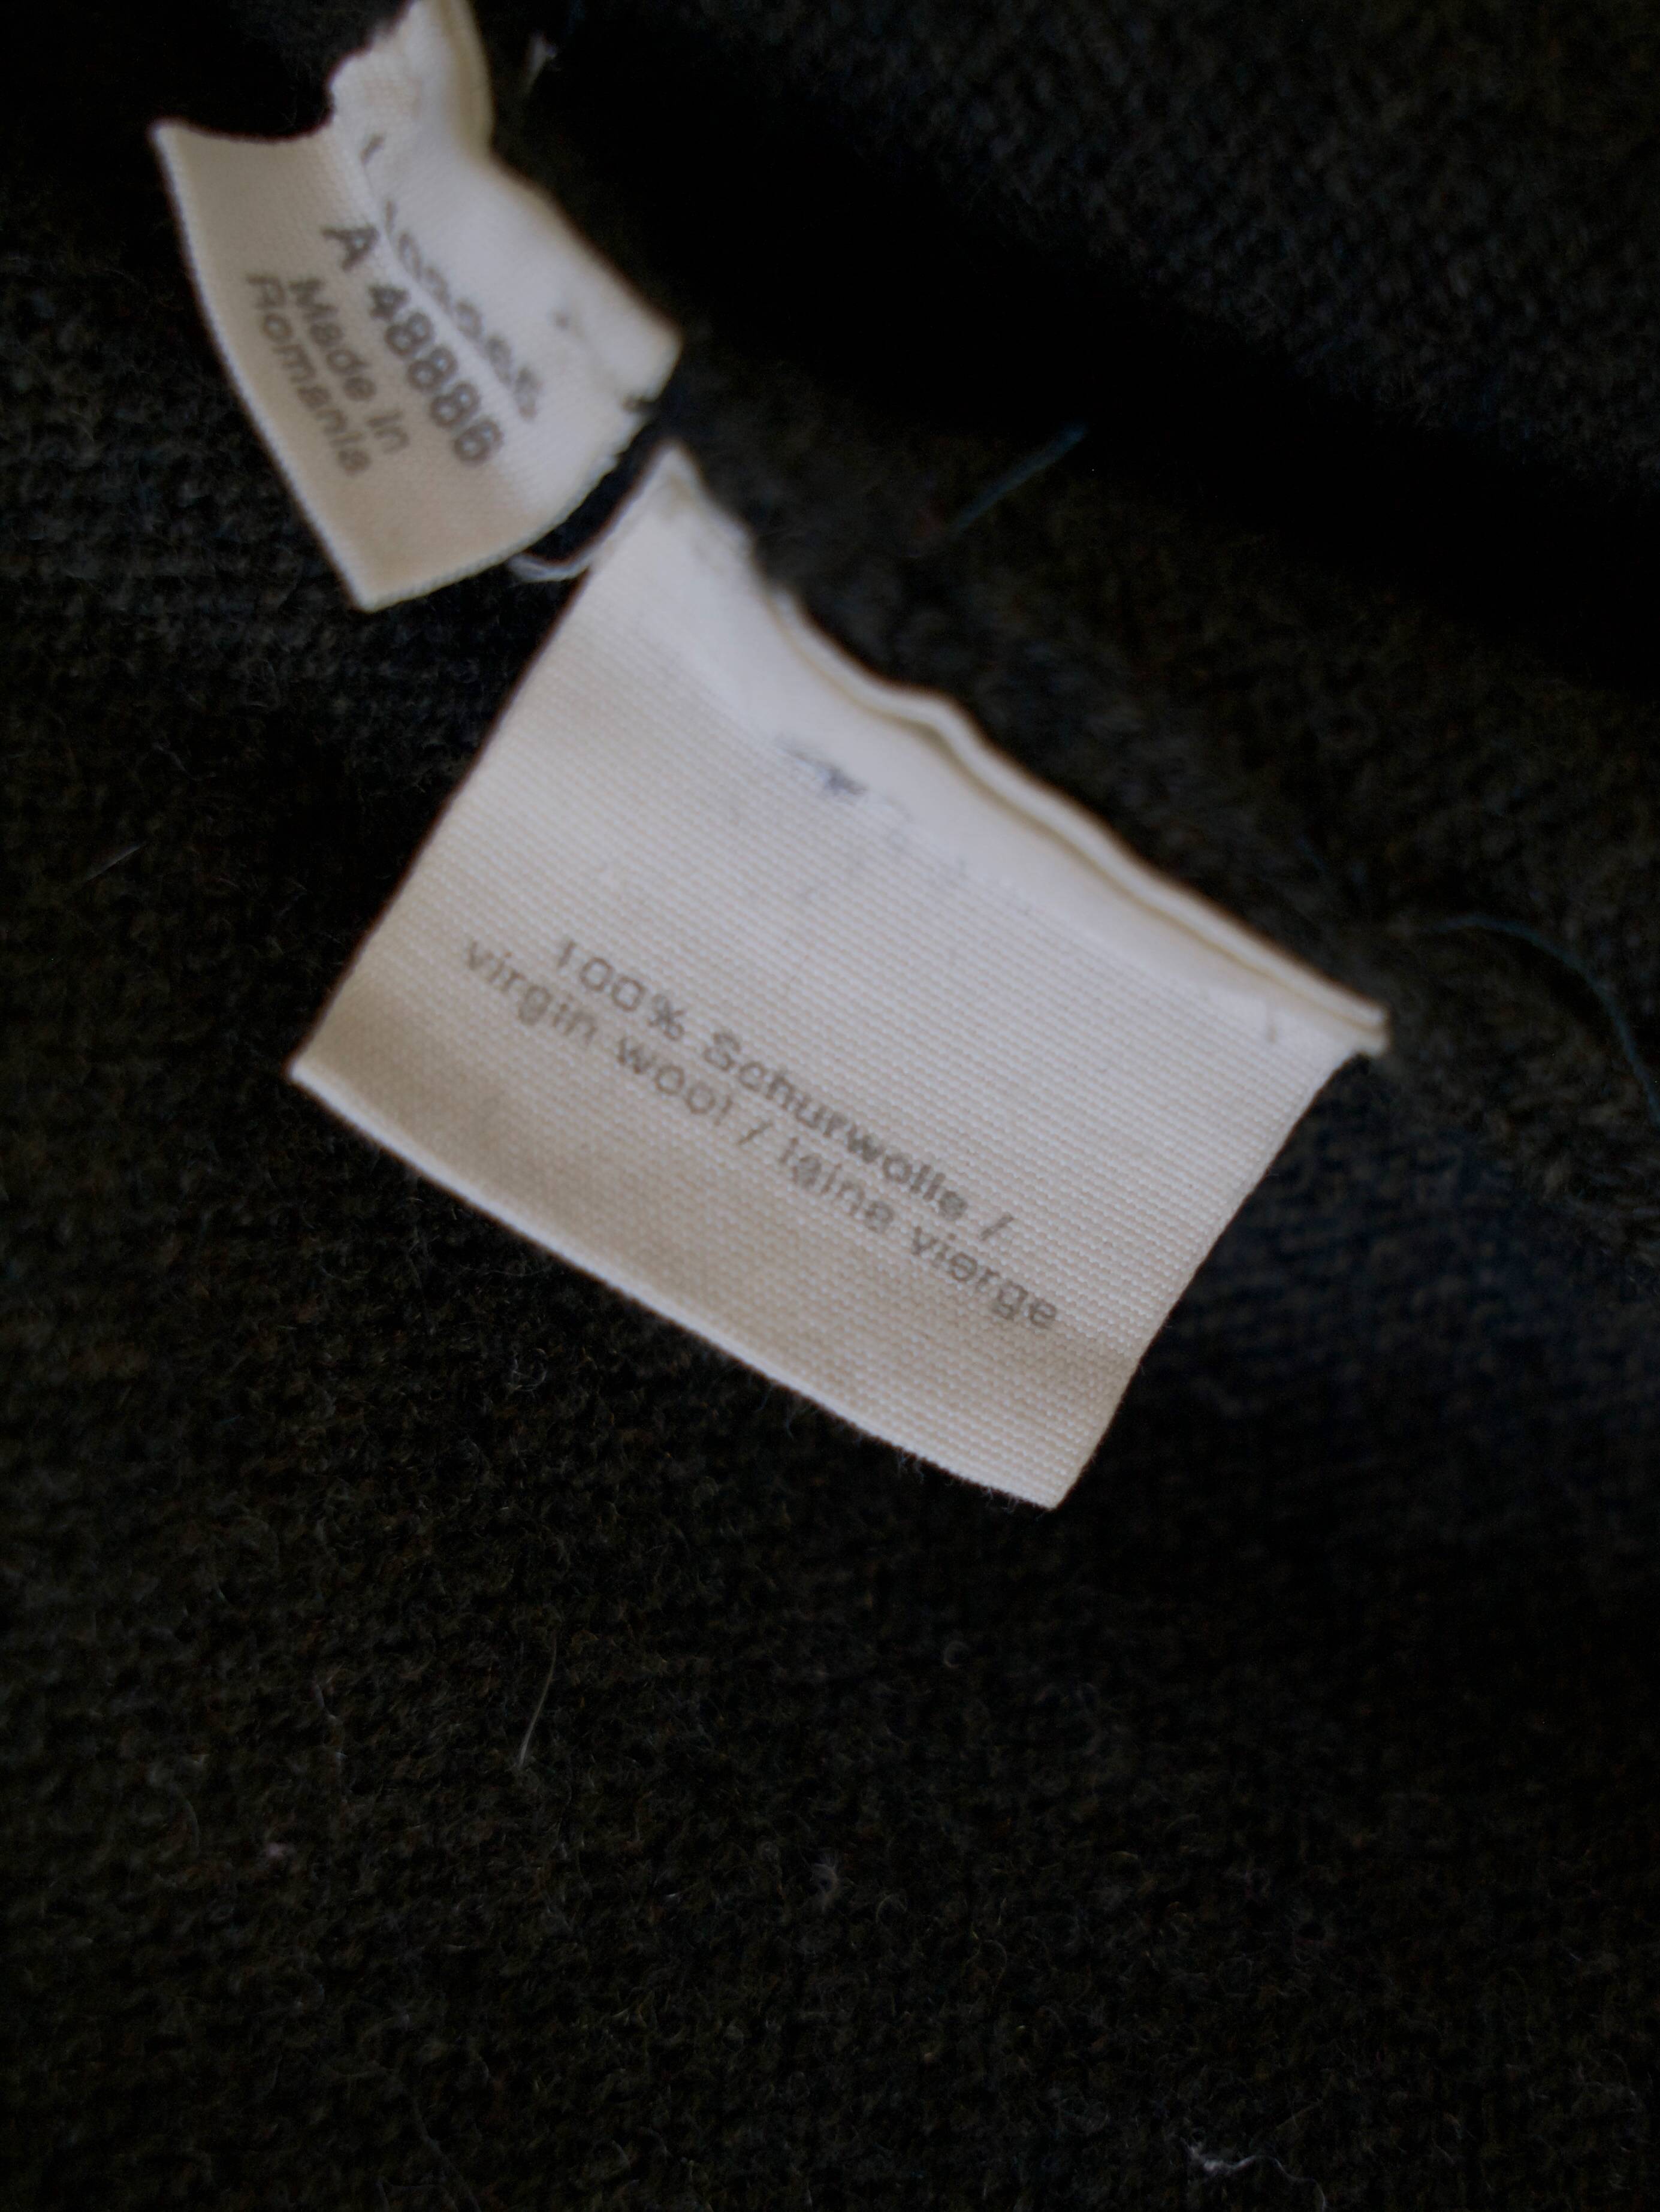 A 48886
Made in
Romania
100% Schurwolle /
virgin wool / laine vierge